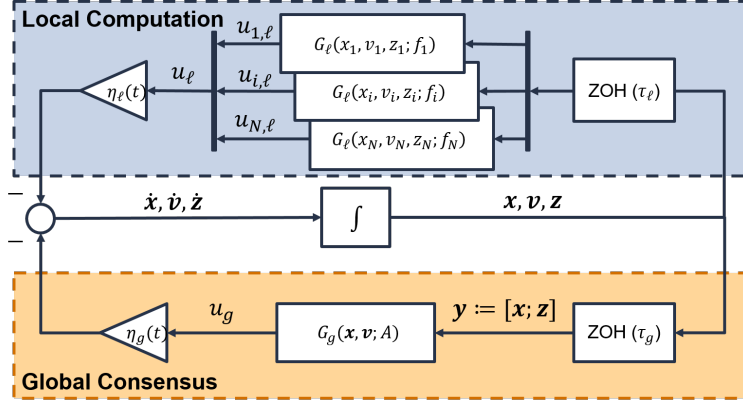 Local Computation
u_{1,ℓ}
G_ℓ(x_1, v_1, z_1; f_1)
η_ℓ(t)
u_ℓ
u_{i,ℓ}
G_ℓ(x_i, v_i, z_i; f_i)
ZOH (τ_ℓ)
u_{N,ℓ}
G_ℓ(x_N, v_N, z_N; f_N)
−
ẋ, v̇, ż
∫
x, v, z
−
η_g(t)
u_g
G_g(x, v; A)
y ≔ [x; z]
ZOH (τ_g)
Global Consensus